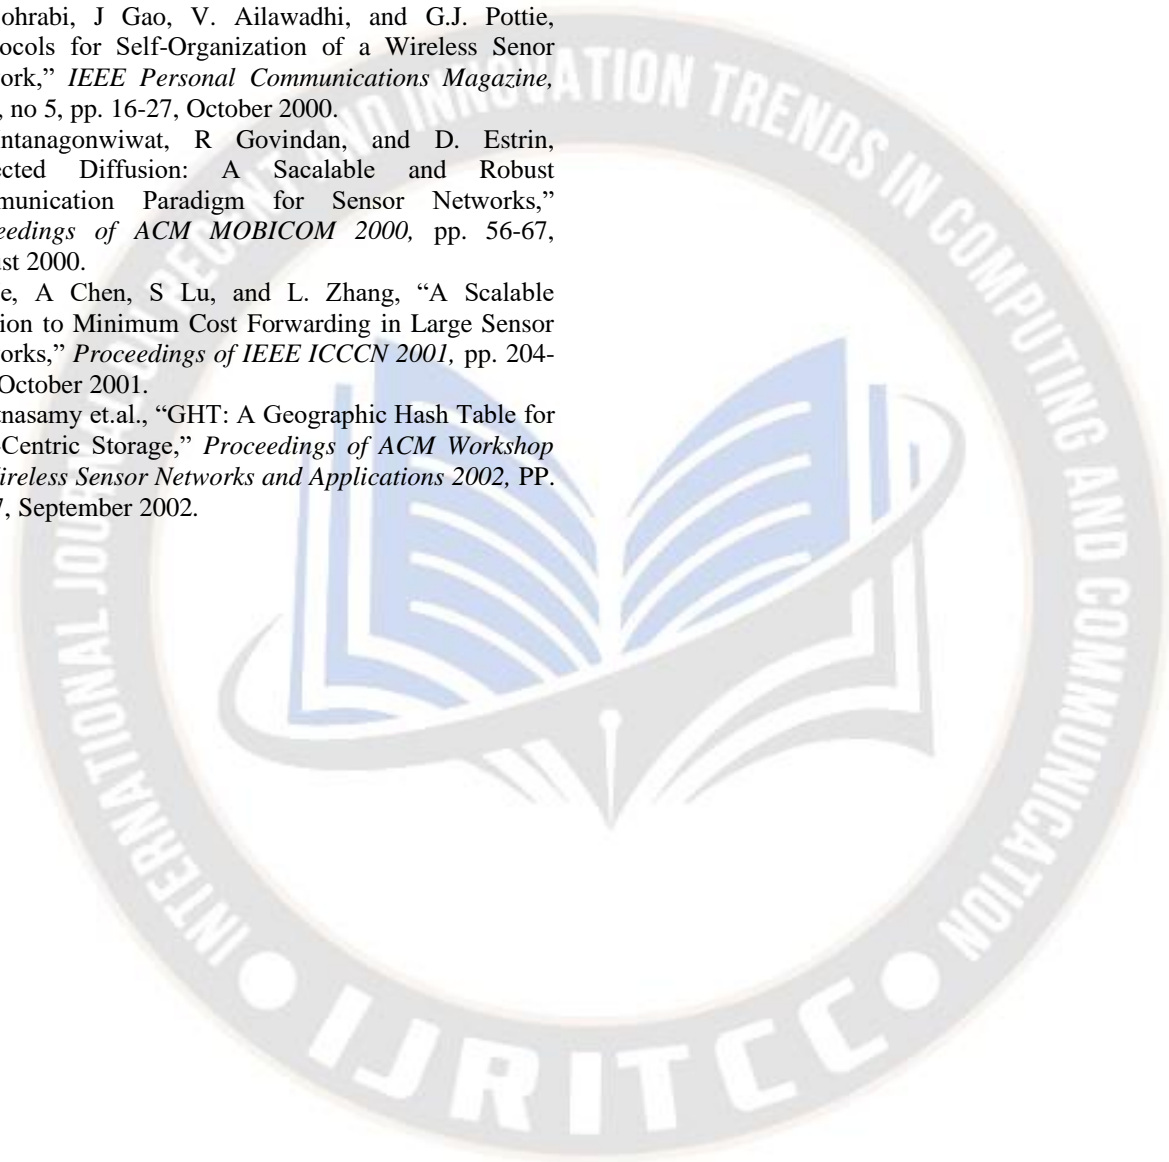 ohrabi, J Gao, V. Ailawadhi, and G.J. Pottie,
ocols for Self-Organization of a Wireless Senor
ork,” IEEE Personal Communications Magazine,
, no 5, pp. 16-27, October 2000.
ntanagonwiwat, R Govindan, and D. Estrin,
ected Diffusion: A Sacalable and Robust
munication Paradigm for Sensor Networks,”
eedings of ACM MOBICOM 2000, pp. 56-67,
ust 2000.
e, A Chen, S Lu, and L. Zhang, “A Scalable
ion to Minimum Cost Forwarding in Large Sensor
orks,” Proceedings of IEEE ICCCN 2001, pp. 204-
October 2001.
tnasamy et.al., “GHT: A Geographic Hash Table for
-Centric Storage,” Proceedings of ACM Workshop
ireless Sensor Networks and Applications 2002, PP.
7, September 2002.
INTERNATIONAL JOURNAL ON RECENT AND INNOVATION TRENDS IN COMPUTING AND COMMUNICATION
IJRITCC